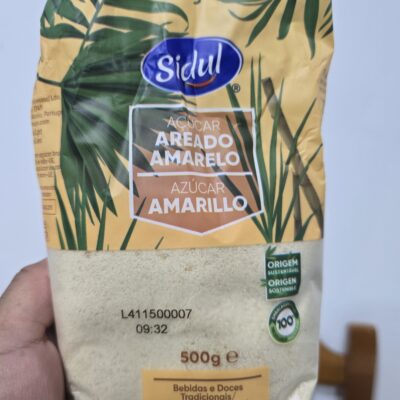 Sidul
®
AÇÚCAR
AREADO
AMARELO
AZÚCAR
AMARILLO
ORIGEM
SUSTENTÁVEL
ORIGEN
SOSTENIBLE
100%
L411500007
09:32
500g e
Bebidas e Doces
Tradicionais/